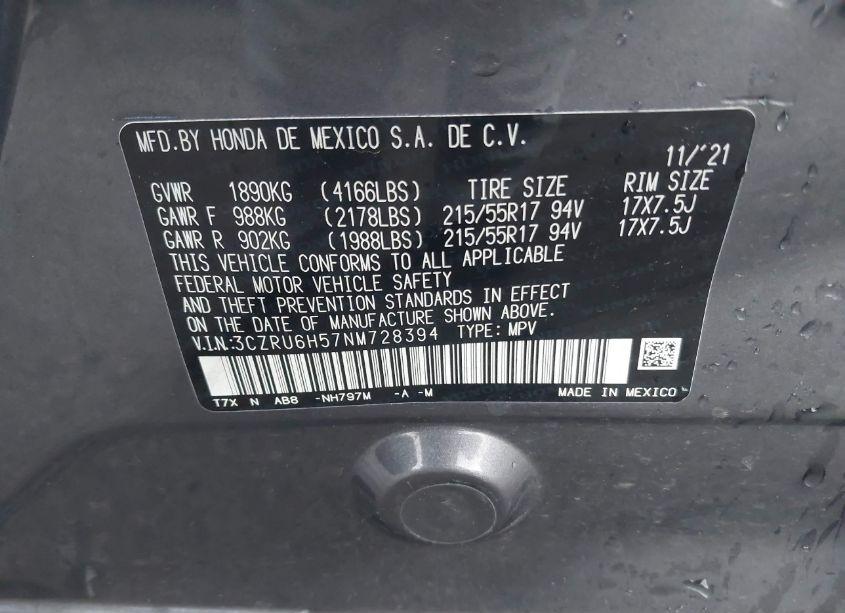 MFD.BY HONDA DE MEXICO S.A. DE C.V.
11/'21
GVWR 1890KG (4166LBS) TIRE SIZE RIM SIZE
GAWR F 988KG (2178LBS) 215/55R17 94V 17X7.5J
GAWR R 902KG (1988LBS) 215/55R17 94V 17X7.5J
THIS VEHICLE CONFORMS TO ALL APPLICABLE
FEDERAL MOTOR VEHICLE SAFETY
AND THEFT PREVENTION STANDARDS IN EFFECT
ON THE DATE OF MANUFACTURE SHOWN ABOVE.
V.I.N.:3CZRU6H57NM728394 TYPE: MPV
T7X N AB8 -NH797M -A -M MADE IN MEXICO